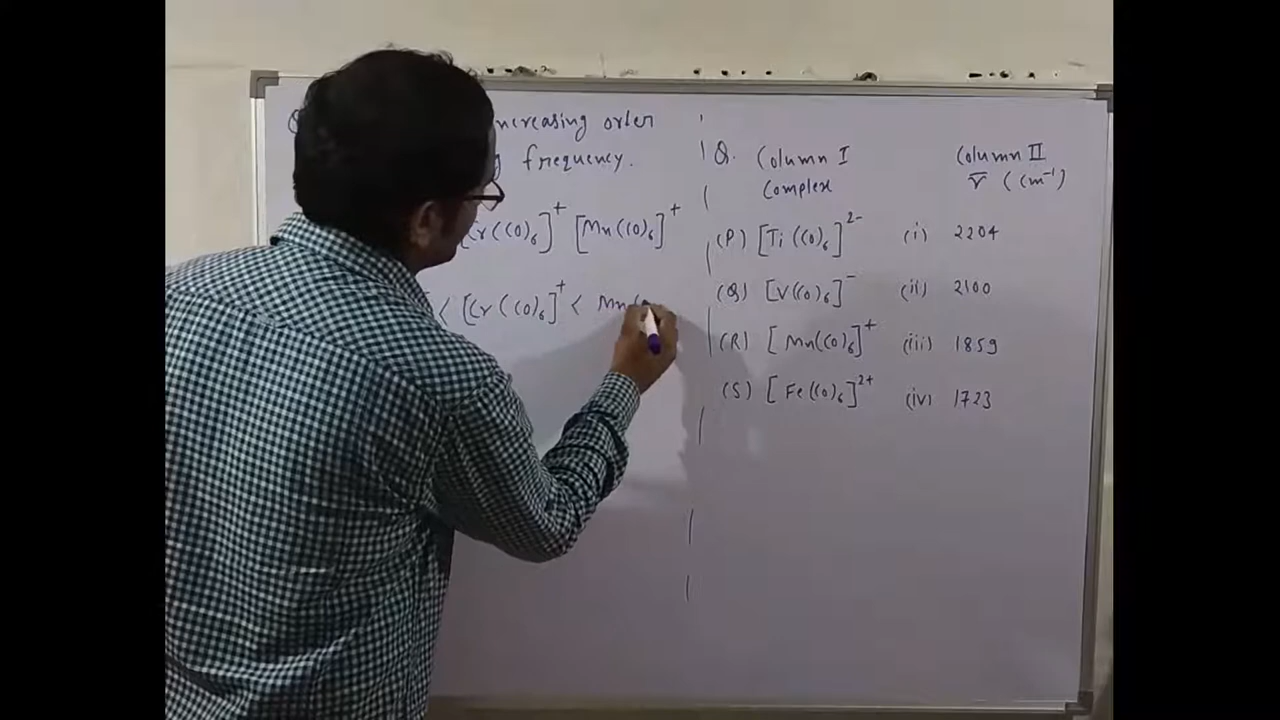 increasing order
frequency.
[Cr(CO)6]+ [Mn(CO)6]+
< [Cr(CO)6]+ < Mn(
Q. Column I Column II
Complex ν̅ (cm⁻¹)
(P) [Ti(CO)6]2- (i) 2204
(Q) [V(CO)6]- (ii) 2100
(R) [Mn(CO)6]+ (iii) 1859
(S) [Fe(CO)6]2+ (iv) 1723